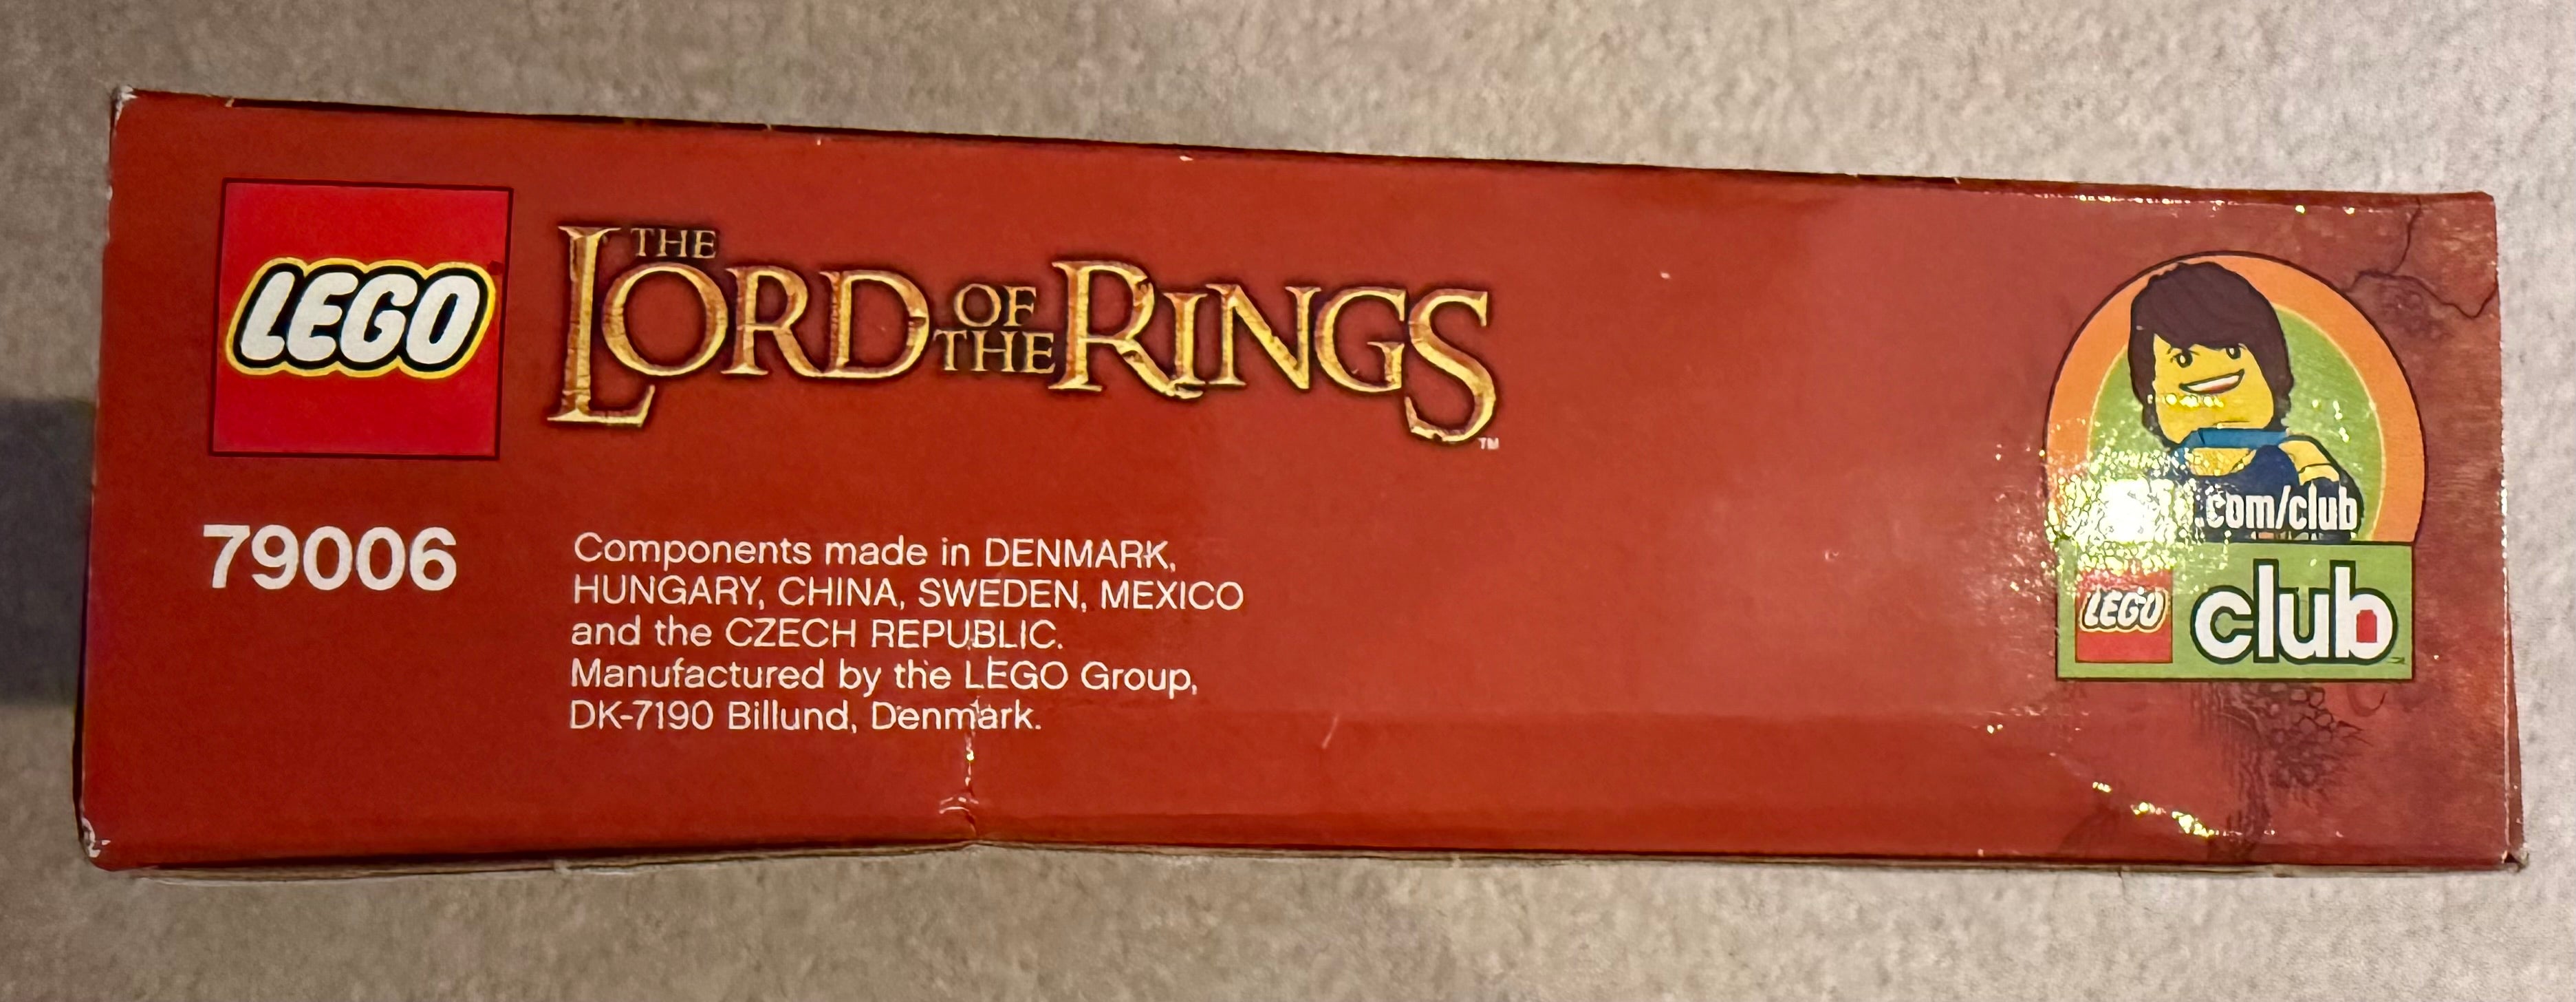 LEGO
THE
LORD OF THE RINGS
TM
79006
Components made in DENMARK,
HUNGARY, CHINA, SWEDEN, MEXICO
and the CZECH REPUBLIC.
Manufactured by the LEGO Group,
DK-7190 Billund, Denmark.
.com/club
LEGO club